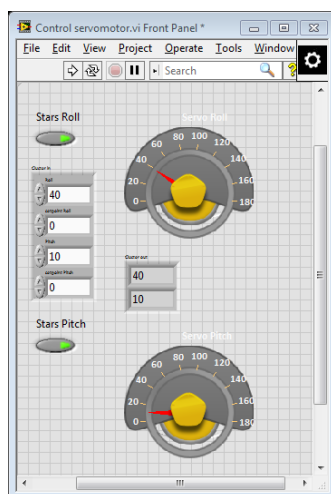 Control servomotor.vi Front Panel *
File Edit View Project Operate Tools Window
Search
Stars Roll
Servo Roll
0 20 40 60 80 100 120 140 180
Cluster in
Roll
40
0
Pitch
10
0
Cluster out
40
10
Stars Pitch
Servo Pitch
0 20 40 60 80 100 120 140 180